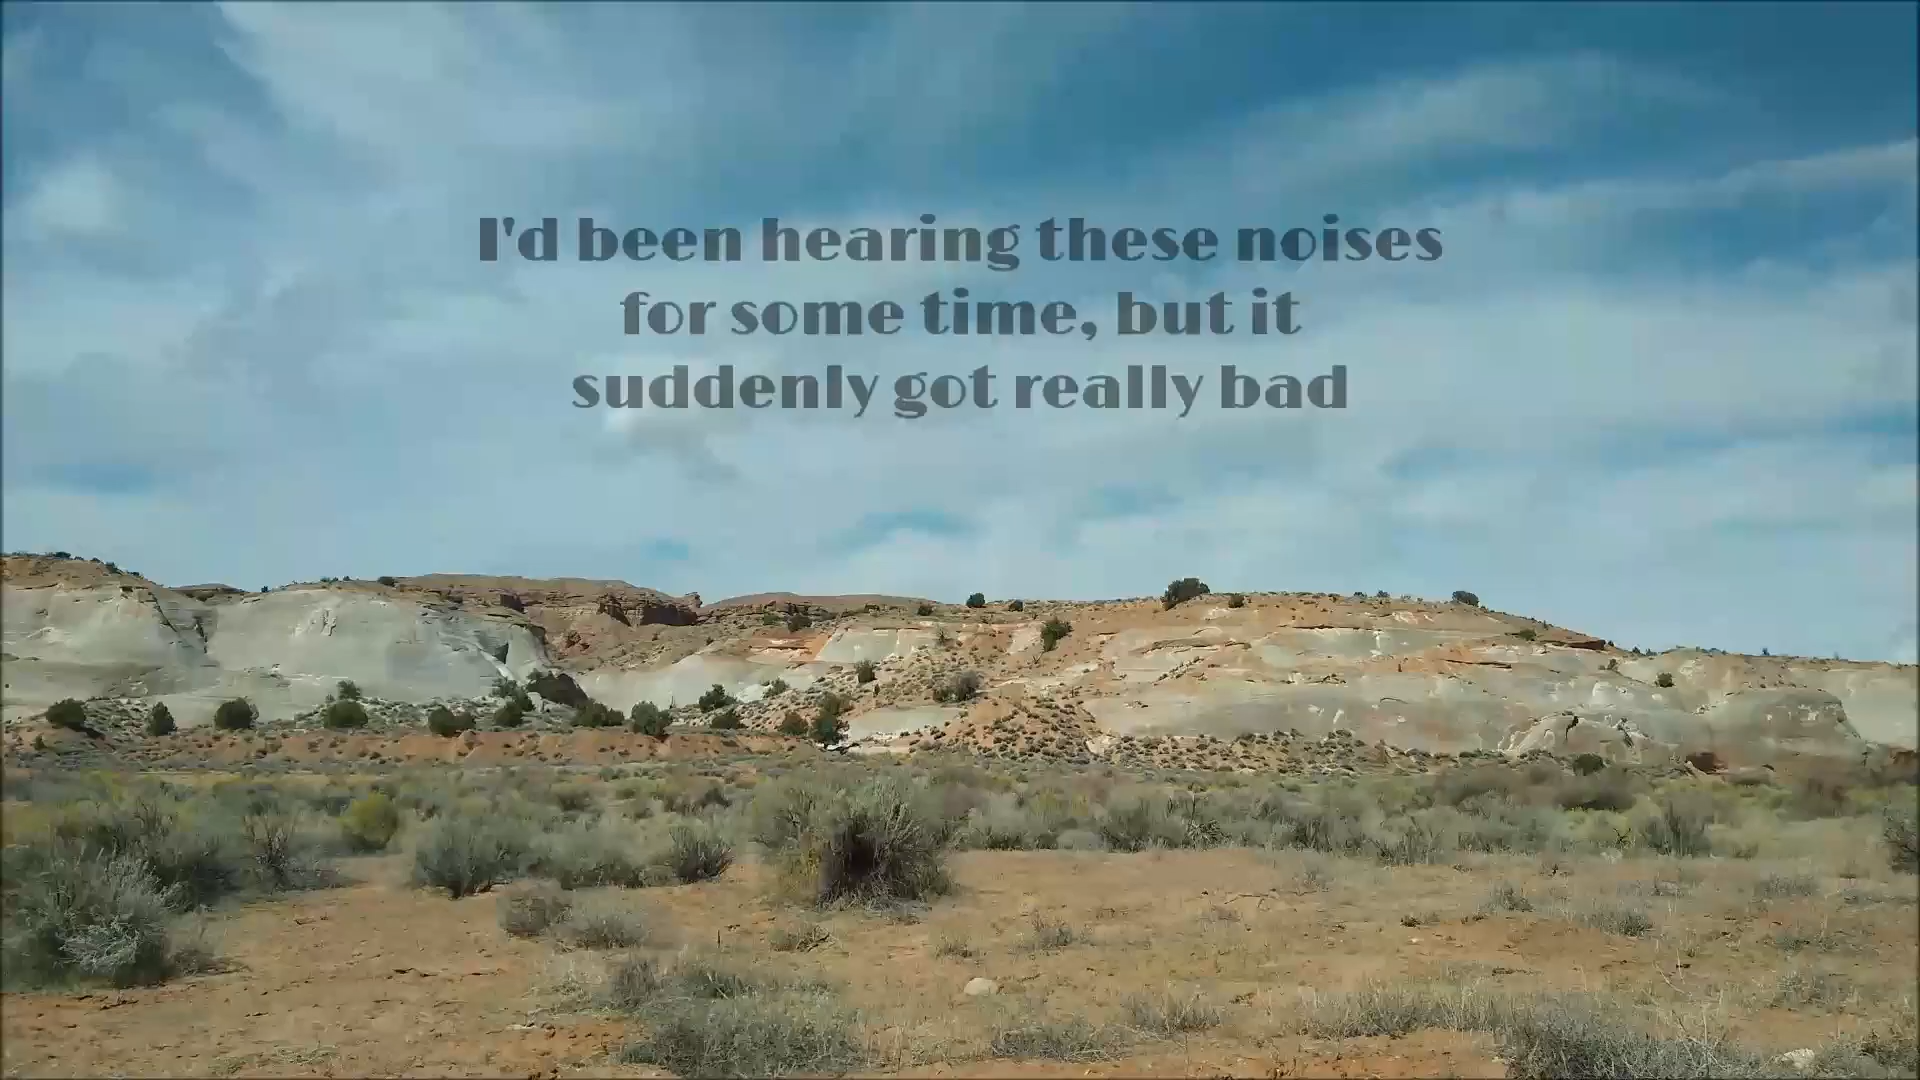 I'd been hearing these noises
for some time, but it
suddenly got really bad